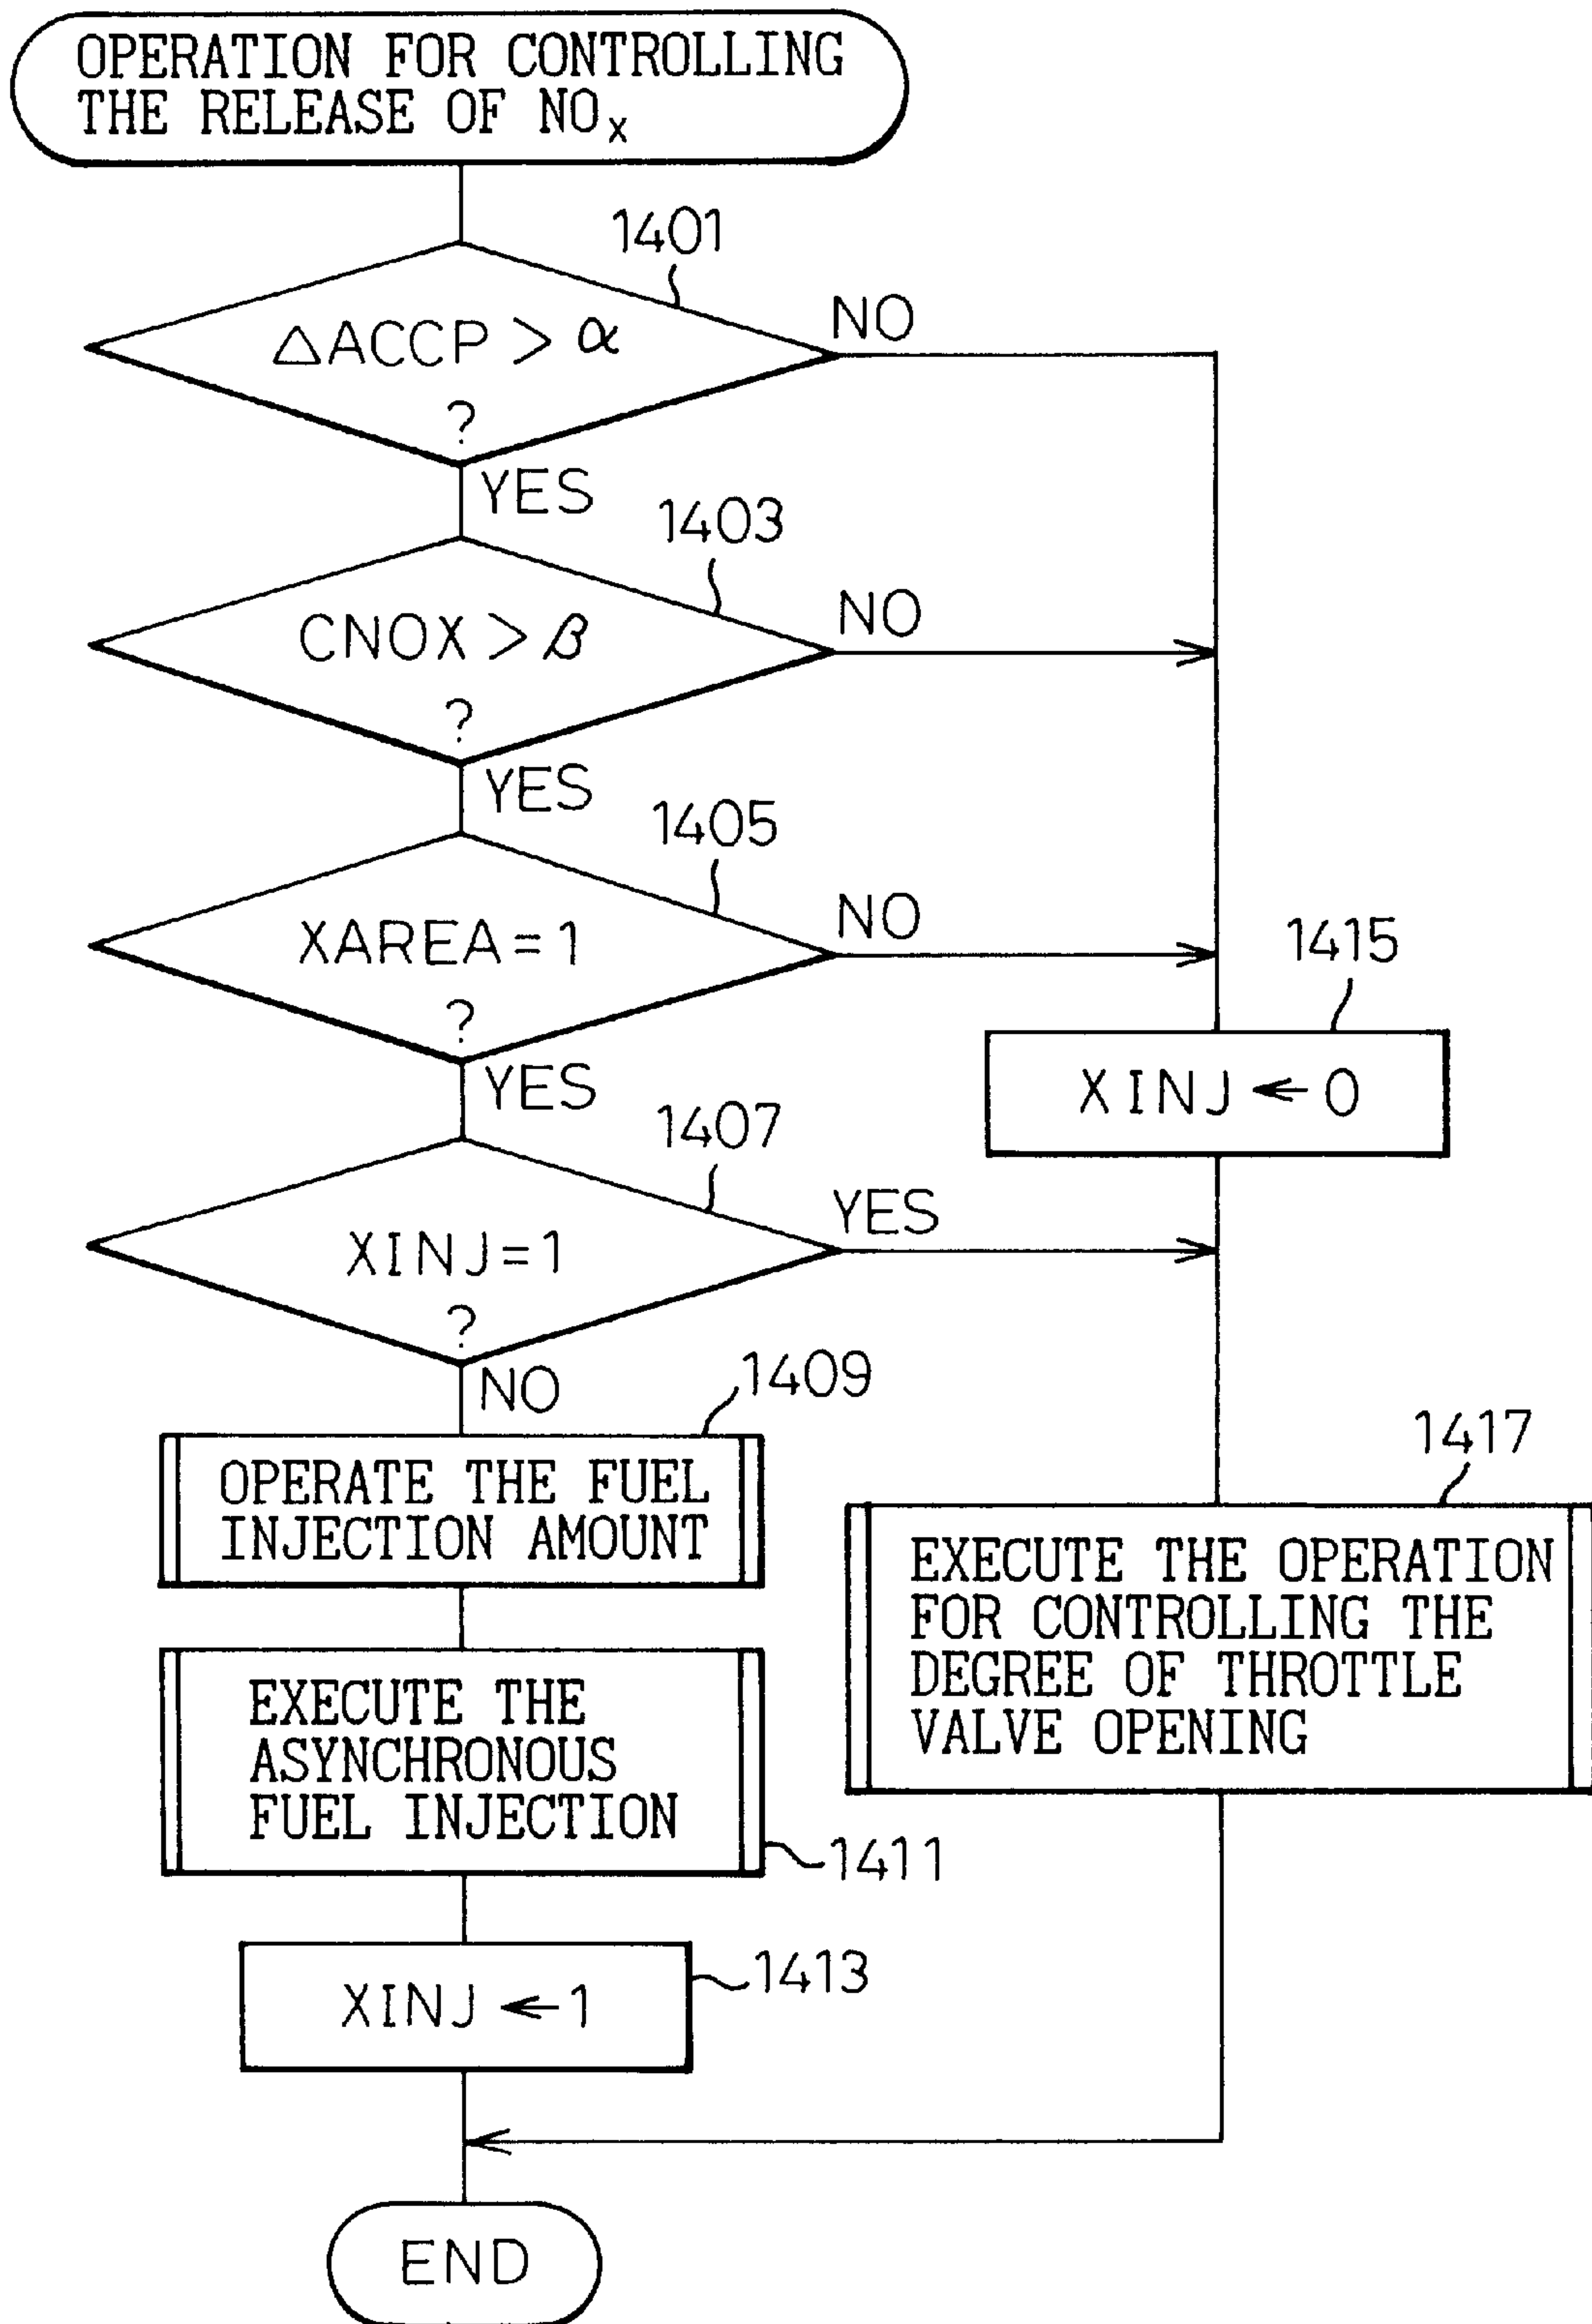 OPERATION FOR CONTROLLING
THE RELEASE OF NOx
1401
△ACCP > α
?
NO
YES
1403
CNOX > β
?
NO
YES
1405
XAREA = 1
?
NO
YES
1415
XINJ ← 0
1407
XINJ = 1
?
YES
NO
1409
OPERATE THE FUEL
INJECTION AMOUNT
1417
EXECUTE THE OPERATION
FOR CONTROLLING THE
DEGREE OF THROTTLE
VALVE OPENING
EXECUTE THE
ASYNCHRONOUS
FUEL INJECTION
1411
XINJ ← 1
1413
END